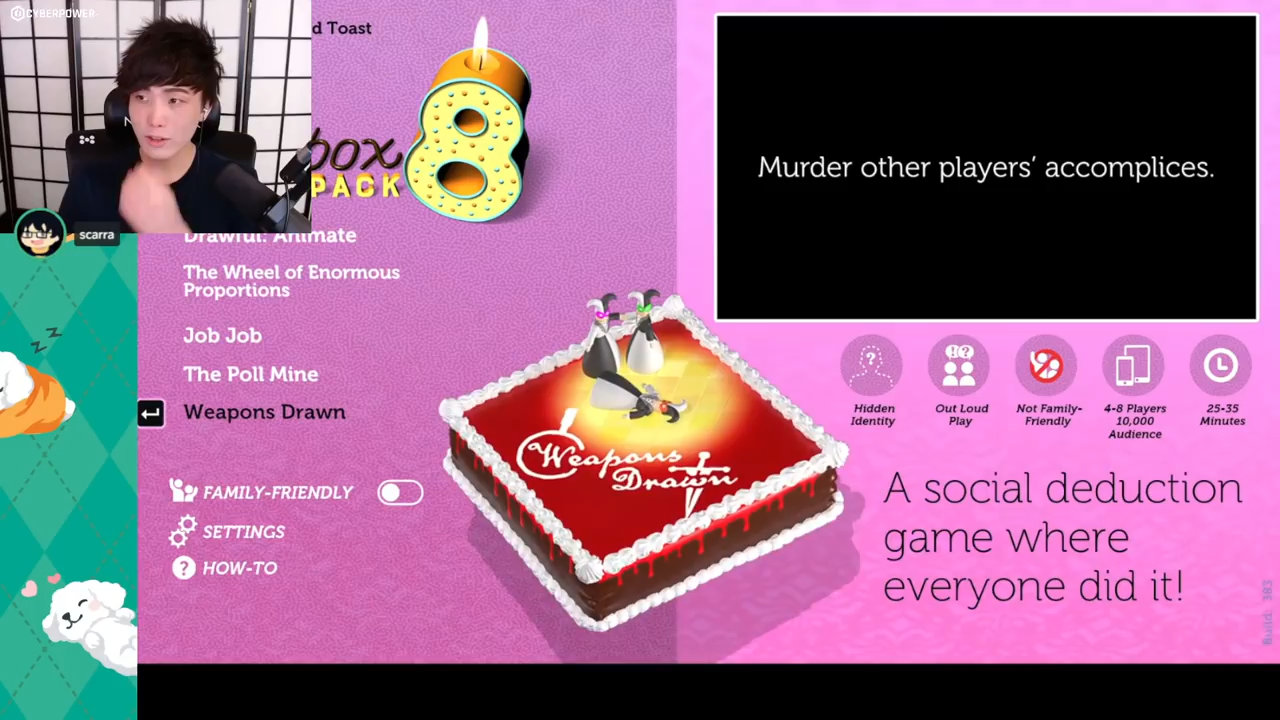 CYBERPOWER
d Toast
box
PACK
8
scarra
Drawful: Animate
The Wheel of Enormous
Proportions
Job Job
The Poll Mine
Weapons Drawn
FAMILY-FRIENDLY
SETTINGS
? HOW-TO
Weapons
Drawn
Murder other players’ accomplices.
Hidden
Identity
Out Loud
Play
Not Family-
Friendly
4-8 Players
10,000
Audience
25-35
Minutes
A social deduction
game where
everyone did it!
Build: 383